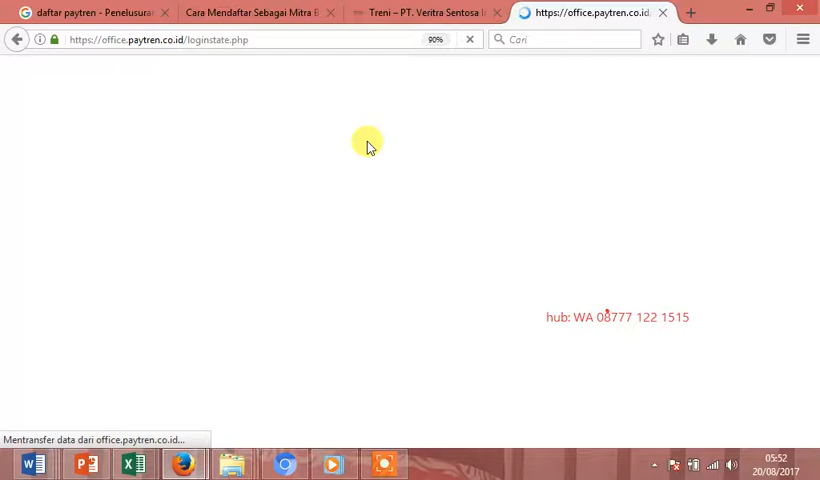 daftar paytren - Penelusura
Cara Mendaftar Sebagai Mitra B
Treni – PT. Veritra Sentosa I
https://office.paytren.co.id/
https://office.paytren.co.id/loginstate.php
90%
Cari
hub: WA 08777 122 1515
Mentransfer data dari office.paytren.co.id...
05:52
20/08/2017